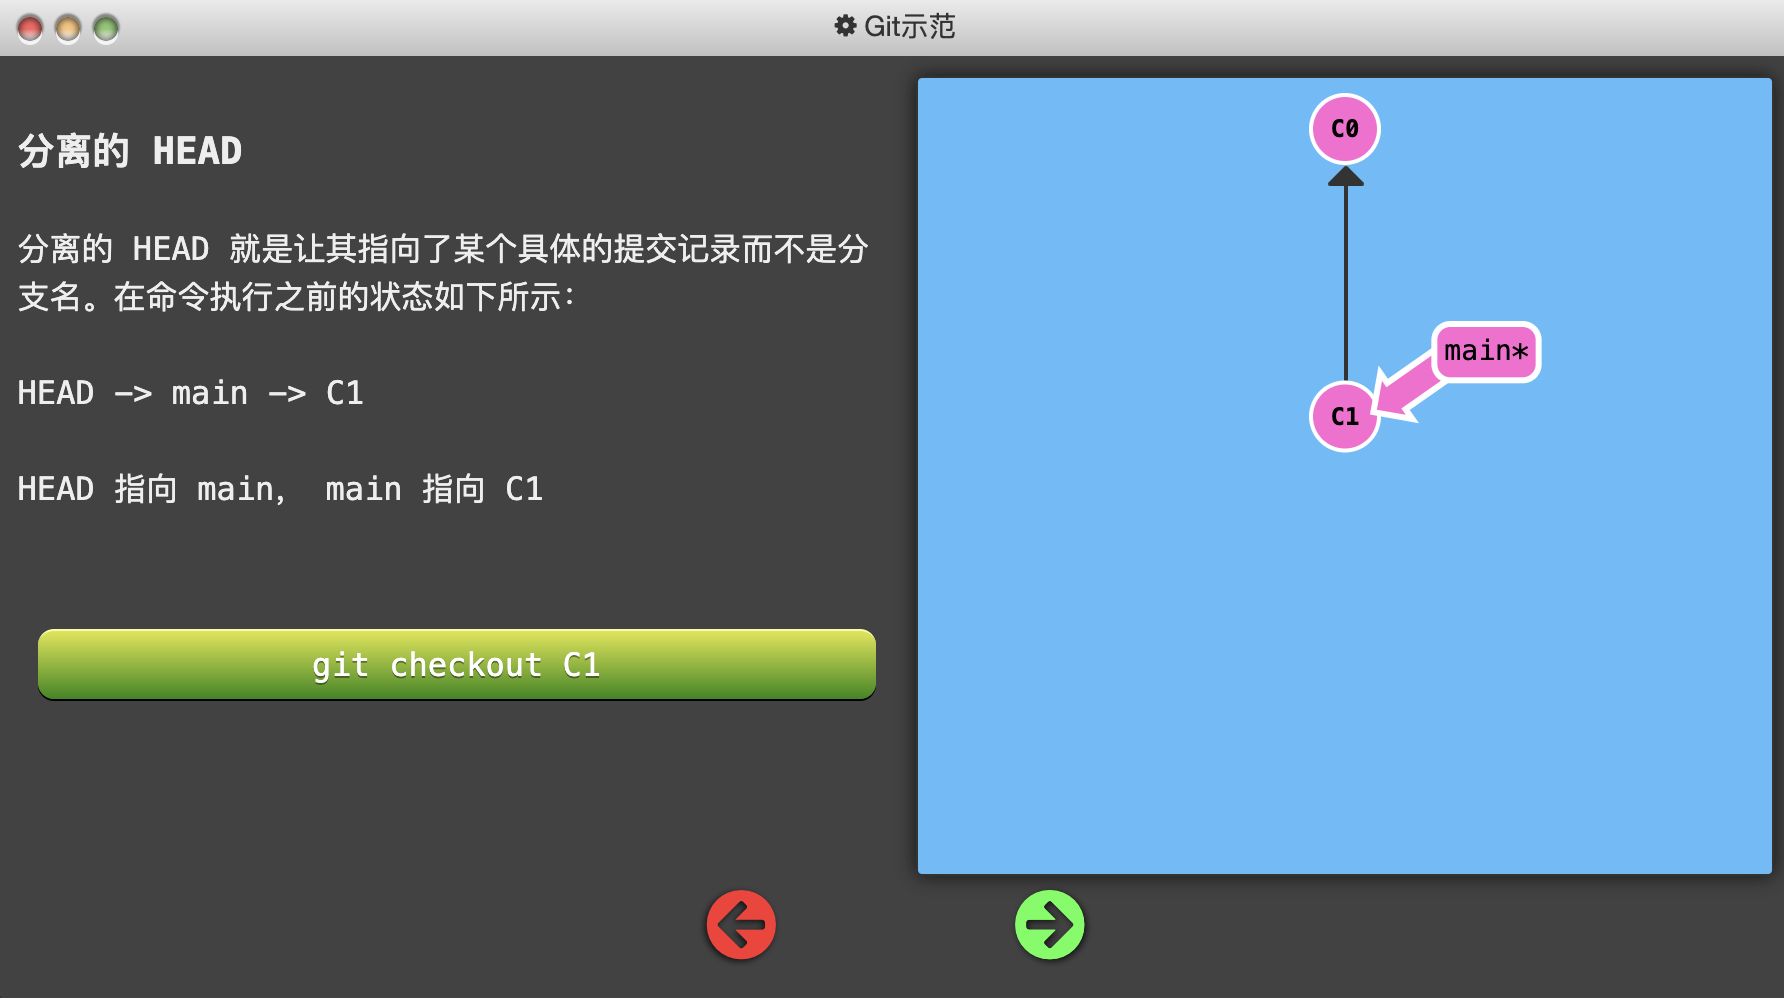 Git示范
分离的 HEAD
分离的 HEAD 就是让其指向了某个具体的提交记录而不是分
支名。在命令执行之前的状态如下所示：
HEAD -> main -> C1
HEAD 指向 main， main 指向 C1
git checkout C1
C0
main*
C1